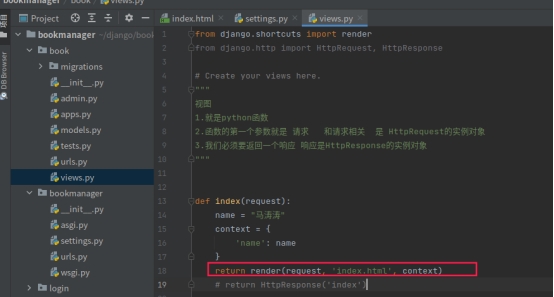 bookmanager › book › views.py
项目
Project
index.html
settings.py
views.py
DB Browser
bookmanager ~/django/book
book
migrations
__init__.py
admin.py
apps.py
models.py
tests.py
urls.py
views.py
bookmanager
__init__.py
asgi.py
settings.py
urls.py
wsgi.py
login
1 from django.shortcuts import render
2 from django.http import HttpRequest, HttpResponse
3
4 # Create your views here.
5 """
6 视图
7 1.就是python函数
8 2.函数的第一个参数就是 请求 和请求相关 是 HttpRequest的实例对象
9 3.我们必须要返回一个响应 响应是HttpResponse的实例对象
10 """
11
12
13 def index(request):
14 name = "马涛涛"
15 context = {
16 'name': name
17 }
18 return render(request, 'index.html', context)
19 # return HttpResponse('index')